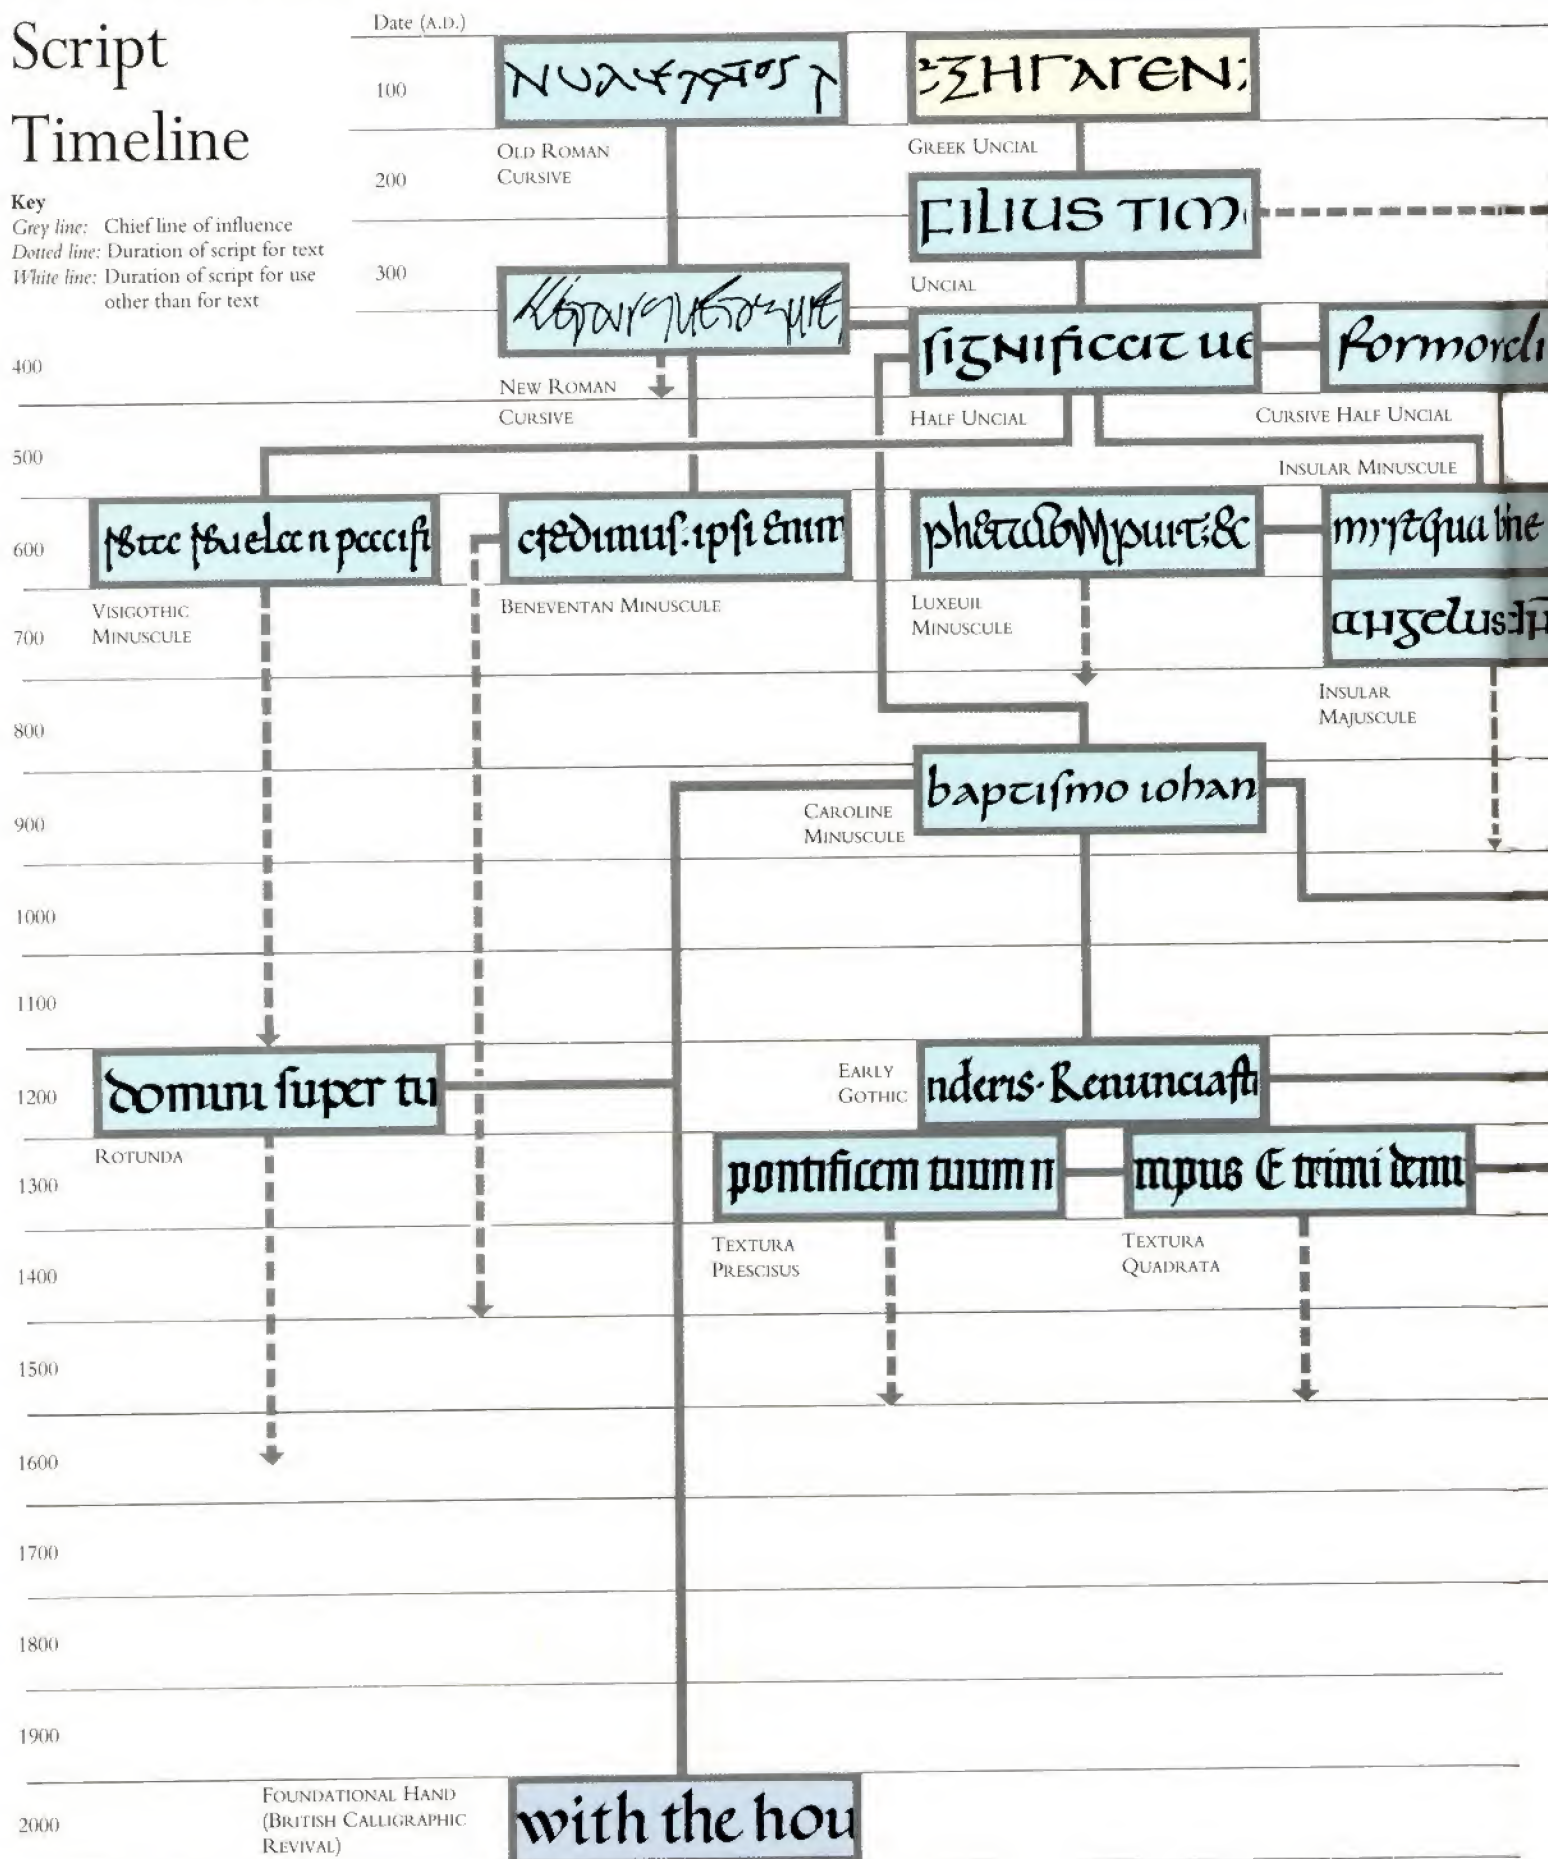 Script
Timeline
Key
Grey line: Chief line of influence
Dotted line: Duration of script for text
White line: Duration of script for use
other than for text
Date (A.D.)
100
OLD ROMAN
CURSIVE
ΞΗΓΑΓΕΝ
GREEK UNCIAL
200
FILIUS TIM
UNCIAL
300
400
NEW ROMAN
CURSIVE
significat ue
HALF UNCIAL
formordi
CURSIVE HALF UNCIAL
500
INSULAR MINUSCULE
600
VISIGOTHIC
MINUSCULE
credimuſ. ipſi enim
BENEVENTAN MINUSCULE
LUXEUIL
MINUSCULE
700
angelus
INSULAR
MAJUSCULE
800
baptiſmo iohan
CAROLINE
MINUSCULE
900
1000
1100
1200
domini ſuper tu
ROTUNDA
EARLY
GOTHIC
nderis· Renunciaſti
1300
pontificem tuum n
TEXTURA
PRESCISUS
mpus E trimi demu
TEXTURA
QUADRATA
1400
1500
1600
1700
1800
1900
2000
FOUNDATIONAL HAND
(BRITISH CALLIGRAPHIC
REVIVAL)
with the hou